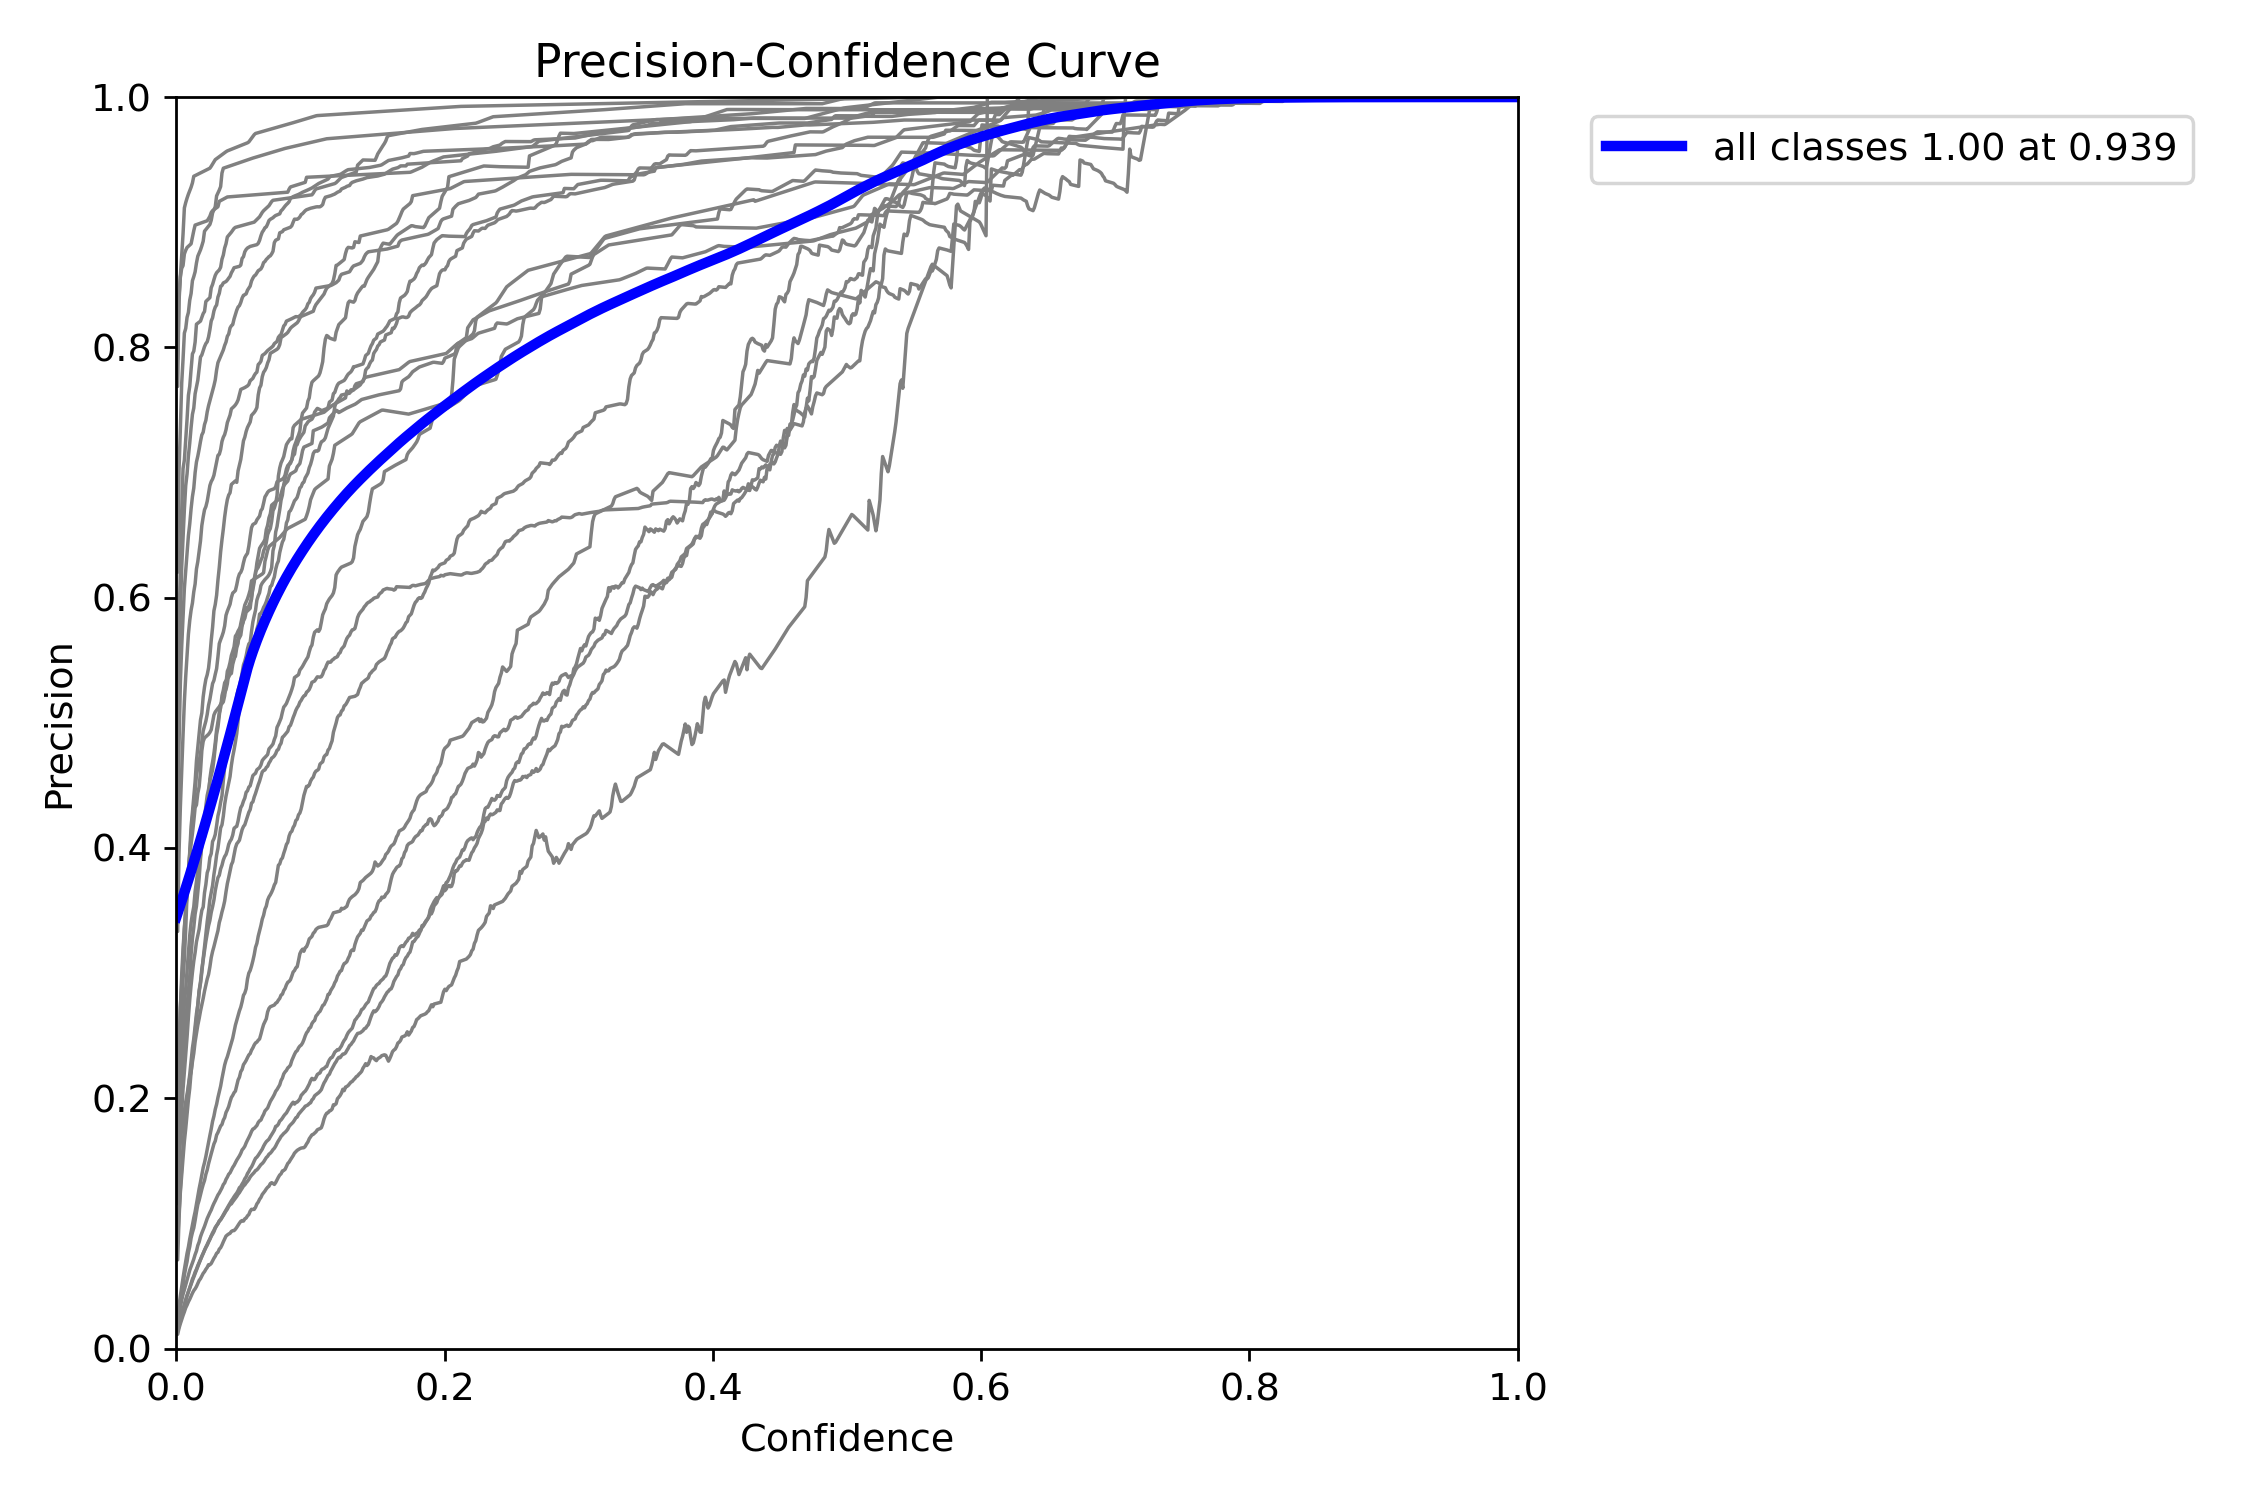 Precision-Confidence Curve
all classes 1.00 at 0.939
Precision
1.0
0.8
0.6
0.4
0.2
0.0
0.0 0.2 0.4 0.6 0.8 1.0
Confidence